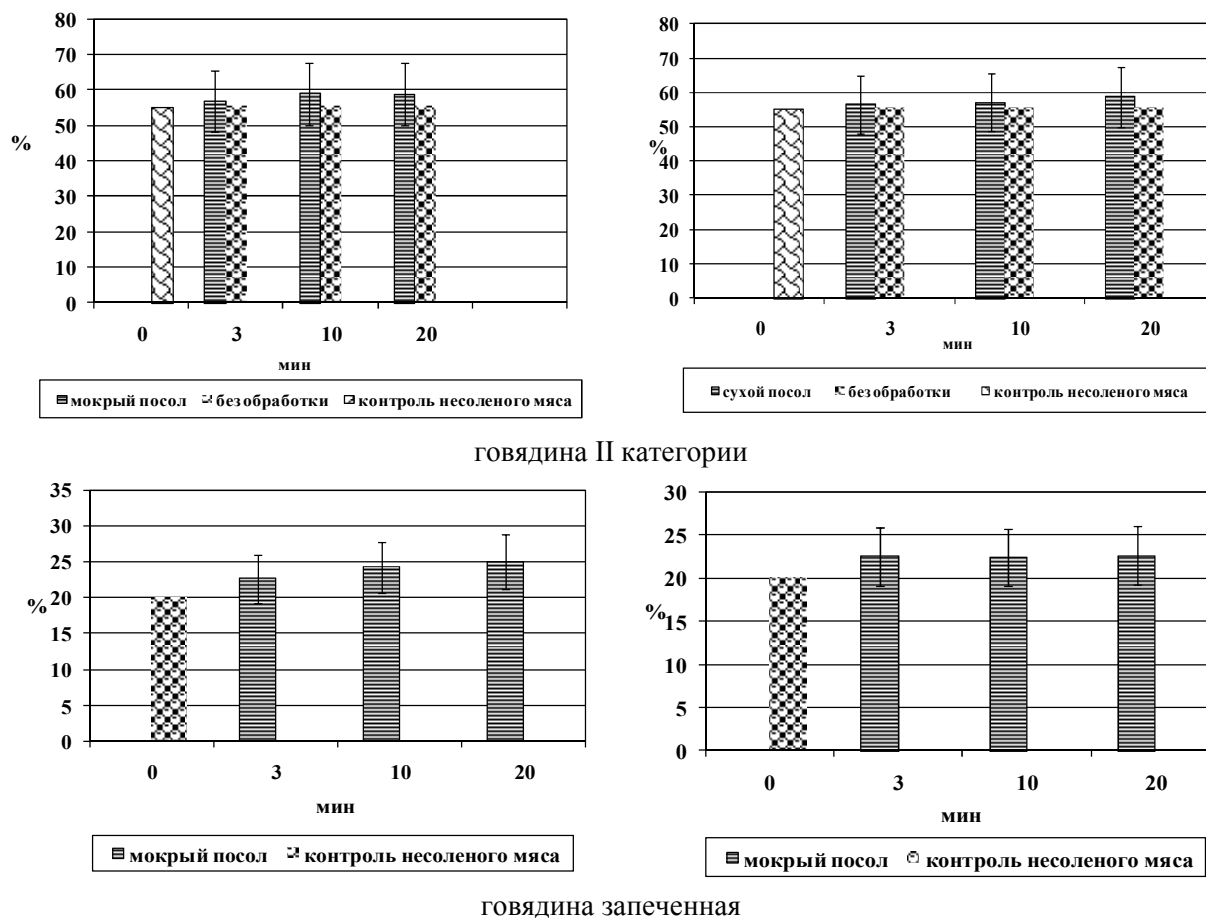 80
70
60
50
40
30
20
10
0
%
0 3 10 20
мин
мокрый посол без обработки контроль несоленого мяса
80
70
60
50
40
30
20
10
0
%
0 3 10 20
мин
сухой посол без обработки контроль несоленого мяса
говядина II категории
35
30
25
20
15
10
5
0
%
0 3 10 20
мин
мокрый посол контроль несоленого мяса
30
25
20
15
10
5
0
%
0 3 10 20
мин
мокрый посол контроль несоленого мяса
говядина запеченная